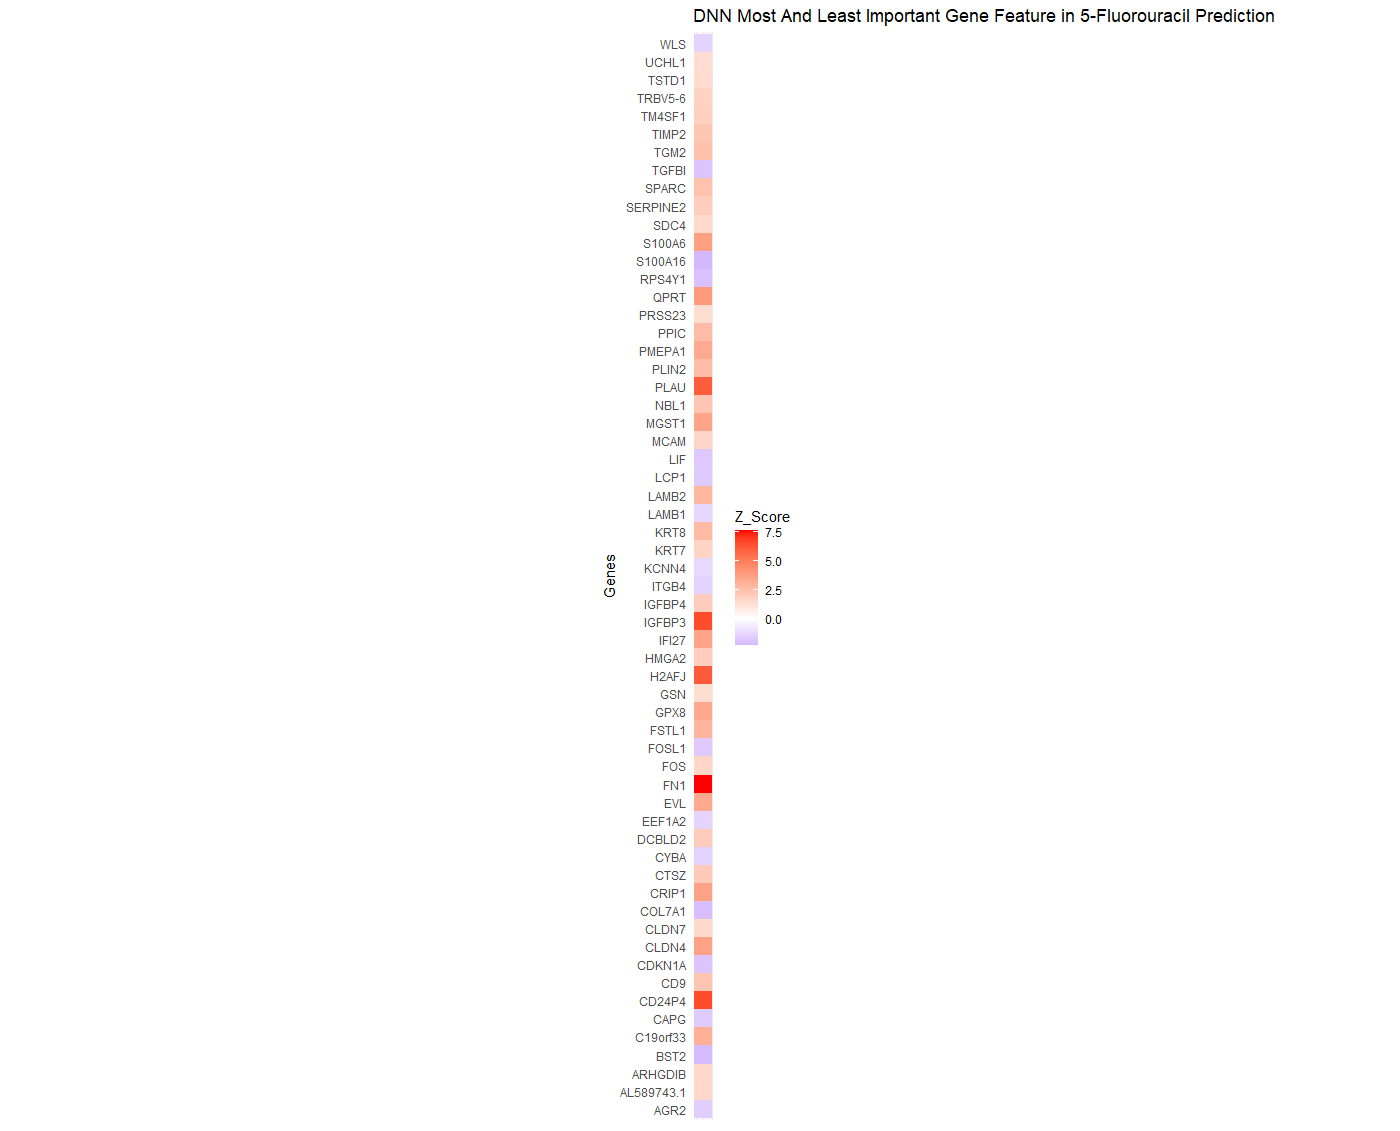 DNN Most And Least Important Gene Feature in 5-Fluorouracil Prediction
WLS
UCHL1
TSTD1
TRBV5-6
TM4SF1
TIMP2
TGM2
TGFBI
SPARC
SERPINE2
SDC4
S100A6
S100A16
RPS4Y1
QPRT
PRSS23
PPIC
PMEPA1
PLIN2
PLAU
NBL1
MGST1
MCAM
LIF
LCP1
LAMB2
LAMB1
KRT8
KRT7
KCNN4
ITGB4
IGFBP4
IGFBP3
IFI27
HMGA2
H2AFJ
GSN
GPX8
FSTL1
FOSL1
FOS
FN1
EVL
EEF1A2
DCBLD2
CYBA
CTSZ
CRIP1
COL7A1
CLDN7
CLDN4
CDKN1A
CD9
CD24P4
CAPG
C19orf33
BST2
ARHGDIB
AL589743.1
AGR2
Genes
Z_Score
7.5
5.0
2.5
0.0